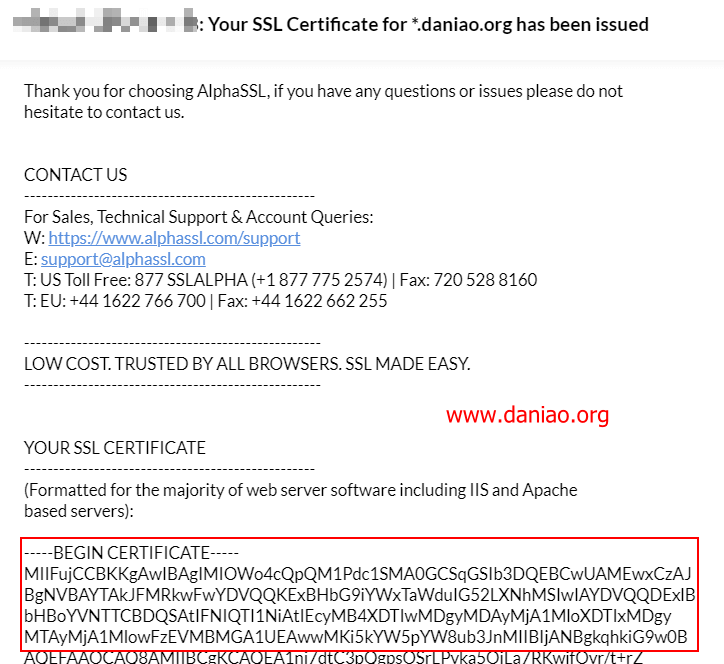 : Your SSL Certificate for *.daniao.org has been issued
Thank you for choosing AlphaSSL, if you have any questions or issues please do not
hesitate to contact us.
CONTACT US
--------------------------------------------------
For Sales, Technical Support & Account Queries:
W: https://www.alphassl.com/support
E: support@alphassl.com
T: US Toll Free: 877 SSLALPHA (+1 877 775 2574) | Fax: 720 528 8160
T: EU: +44 1622 766 700 | Fax: +44 1622 662 255
---------------------------------------------------
LOW COST. TRUSTED BY ALL BROWSERS. SSL MADE EASY.
---------------------------------------------------
www.daniao.org
YOUR SSL CERTIFICATE
--------------------------------------------------
(Formatted for the majority of web server software including IIS and Apache
based servers):
-----BEGIN CERTIFICATE-----
MIIFujCCBKKgAwIBAgIMIOWo4cQpQM1Pdc1SMA0GCSqGSIb3DQEBCwUAMEwxCzAJ
BgNVBAYTAkJFMRkwFwYDVQQKExBHbG9iYWxTaWduIG52LXNhMSIwIAYDVQQDExlB
bHBoYVNTTCBDQSAtIFNIQTI1NiAtIEcyMB4XDTIwMDgyMDAyMjA1MloXDTIxMDgy
MTAyMjA1MlowFzEVMBMGA1UEAwwMKi5kYW5pYW8ub3JnMIIBIjANBgkqhkiG9w0B